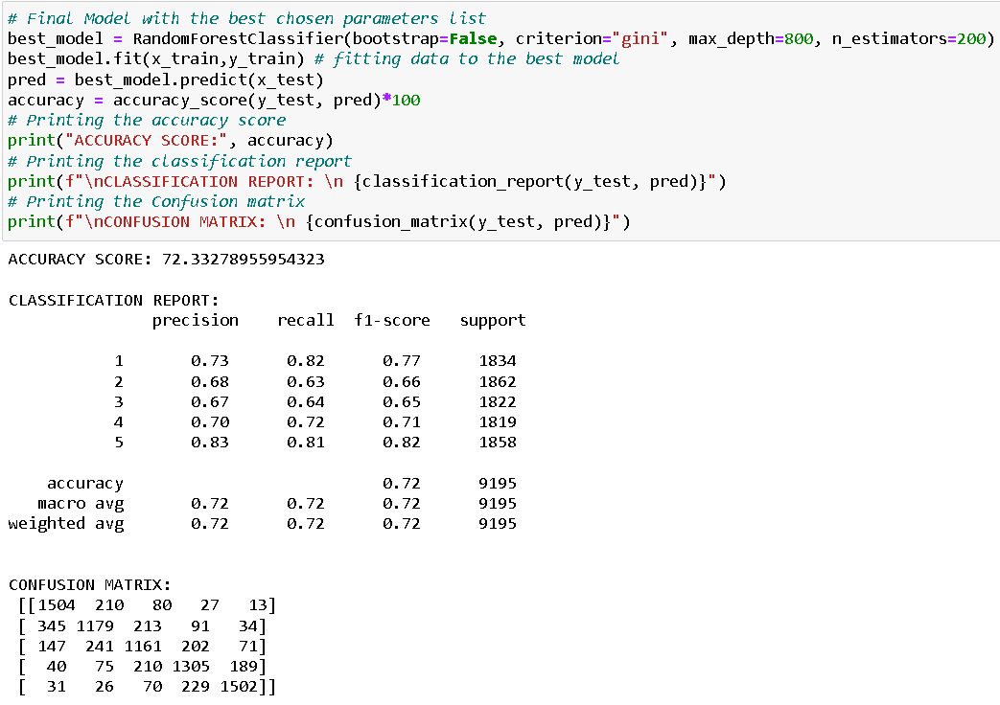 # Final Model with the best chosen parameters list
best_model = RandomForestClassifier(bootstrap=False, criterion="gini", max_depth=800, n_estimators=200)
best_model.fit(x_train,y_train) # fitting data to the best model
pred = best_model.predict(x_test)
accuracy = accuracy_score(y_test, pred)*100
# Printing the accuracy score
print("ACCURACY SCORE:", accuracy)
# Printing the classification report
print(f"\nCLASSIFICATION REPORT: \n {classification_report(y_test, pred)}")
# Printing the Confusion matrix
print(f"\nCONFUSION MATRIX: \n {confusion_matrix(y_test, pred)}")
ACCURACY SCORE: 72.33278955954323
CLASSIFICATION REPORT:
precision recall f1-score support
1 0.73 0.82 0.77 1834
2 0.68 0.63 0.66 1862
3 0.67 0.64 0.65 1822
4 0.70 0.72 0.71 1819
5 0.83 0.81 0.82 1858
accuracy 0.72 9195
macro avg 0.72 0.72 0.72 9195
weighted avg 0.72 0.72 0.72 9195
CONFUSION MATRIX:
[[1504 210 80 27 13]
[ 345 1179 213 91 34]
[ 147 241 1161 202 71]
[ 40 75 210 1305 189]
[ 31 26 70 229 1502]]